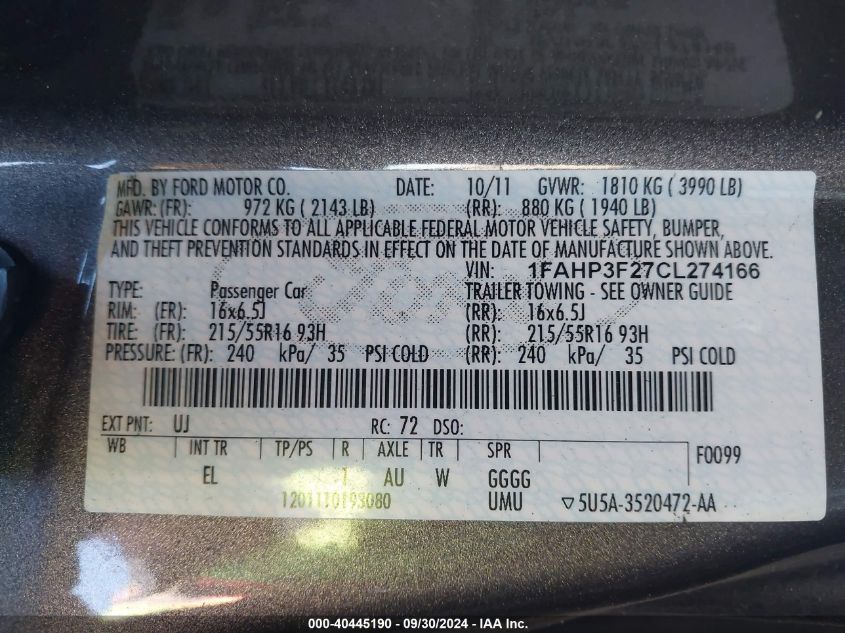 MFD. BY FORD MOTOR CO. DATE: 10/11 GVWR: 1810 KG ( 3990 LB)
GAWR: (FR): 972 KG ( 2143 LB) (RR): 880 KG ( 1940 LB)
THIS VEHICLE CONFORMS TO ALL APPLICABLE FEDERAL MOTOR VEHICLE SAFETY, BUMPER,
AND THEFT PREVENTION STANDARDS IN EFFECT ON THE DATE OF MANUFACTURE SHOWN ABOVE.
VIN: 1FAHP3F27CL274166
TYPE: Passenger Car TRAILER TOWING - SEE OWNER GUIDE
RIM: (FR): 16x6.5J (RR): 16x6.5J
TIRE: (FR): 215/55R16 93H (RR): 215/55R16 93H
PRESSURE: (FR): 240 kPa/ 35 PSI COLD (RR): 240 kPa/ 35 PSI COLD
EXT PNT: UJ RC: 72 DSO:
WB INT TR TP/PS R AXLE TR SPR F0099
EL 1 AU W GGGG
1201110193080 UMU ▽5U5A-3520472-AA
000-40445190 - 09/30/2024 - IAA Inc.